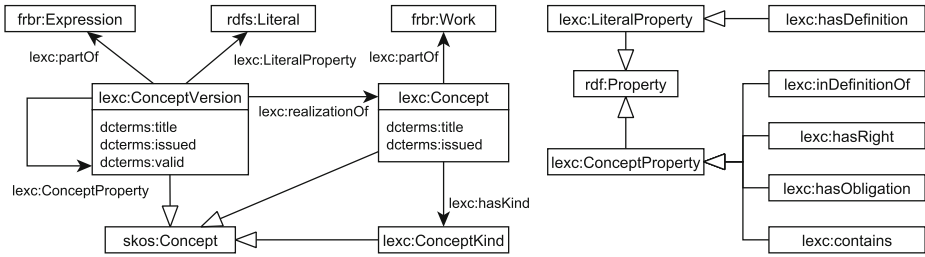 frbr:Expression
rdfs:Literal
frbr:Work
lexc:LiteralProperty
lexc:hasDefinition
lexc:partOf
lexc:LiteralProperty
lexc:partOf
rdf:Property
lexc:inDefinitionOf
lexc:ConceptVersion
lexc:realizationOf
lexc:Concept
dcterms:title
dcterms:issued
dcterms:valid
dcterms:title
dcterms:issued
lexc:hasRight
lexc:ConceptProperty
lexc:ConceptProperty
lexc:hasKind
lexc:hasObligation
skos:Concept
lexc:ConceptKind
lexc:contains